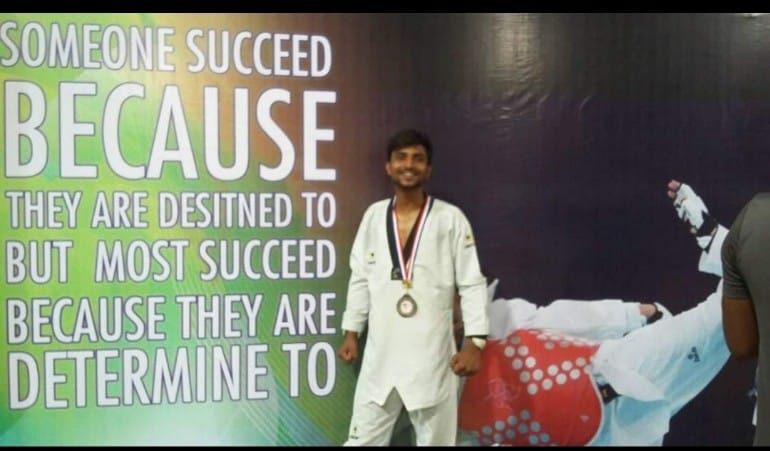 SOMEONE SUCCEED
BECAUSE
THEY ARE DESITNED TO
BUT MOST SUCCEED
BECAUSE THEY ARE
DETERMINE TO